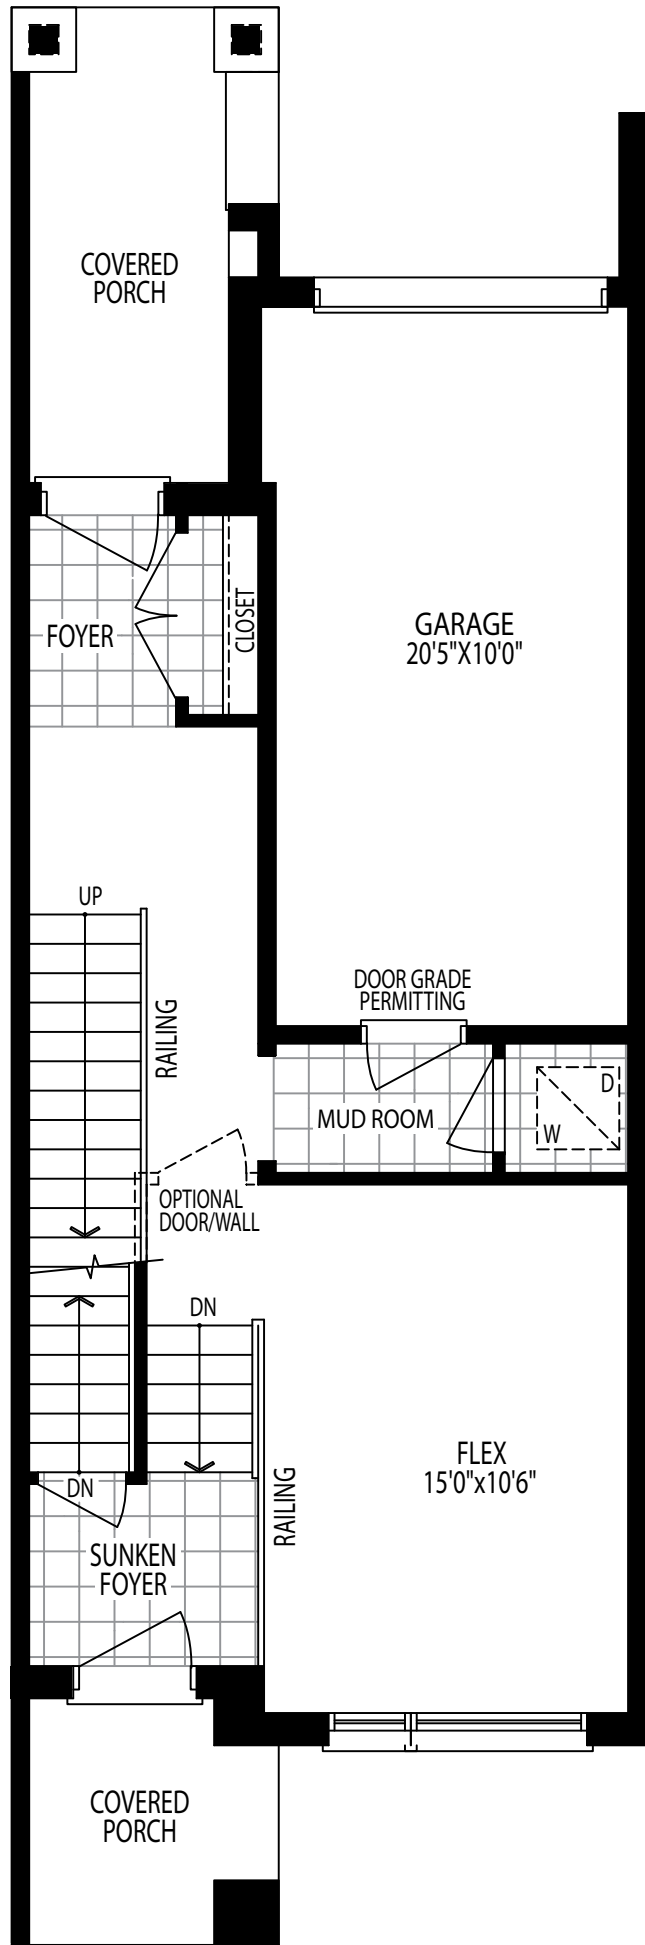 COVERED
PORCH
FOYER
CLOSET
GARAGE
20'5"X10'0"
UP
RAILING
DOOR GRADE
PERMITTING
MUD ROOM
D
W
OPTIONAL
DOOR/WALL
DN
DN
FLEX
15'0"x10'6"
RAILING
SUNKEN
FOYER
COVERED
PORCH